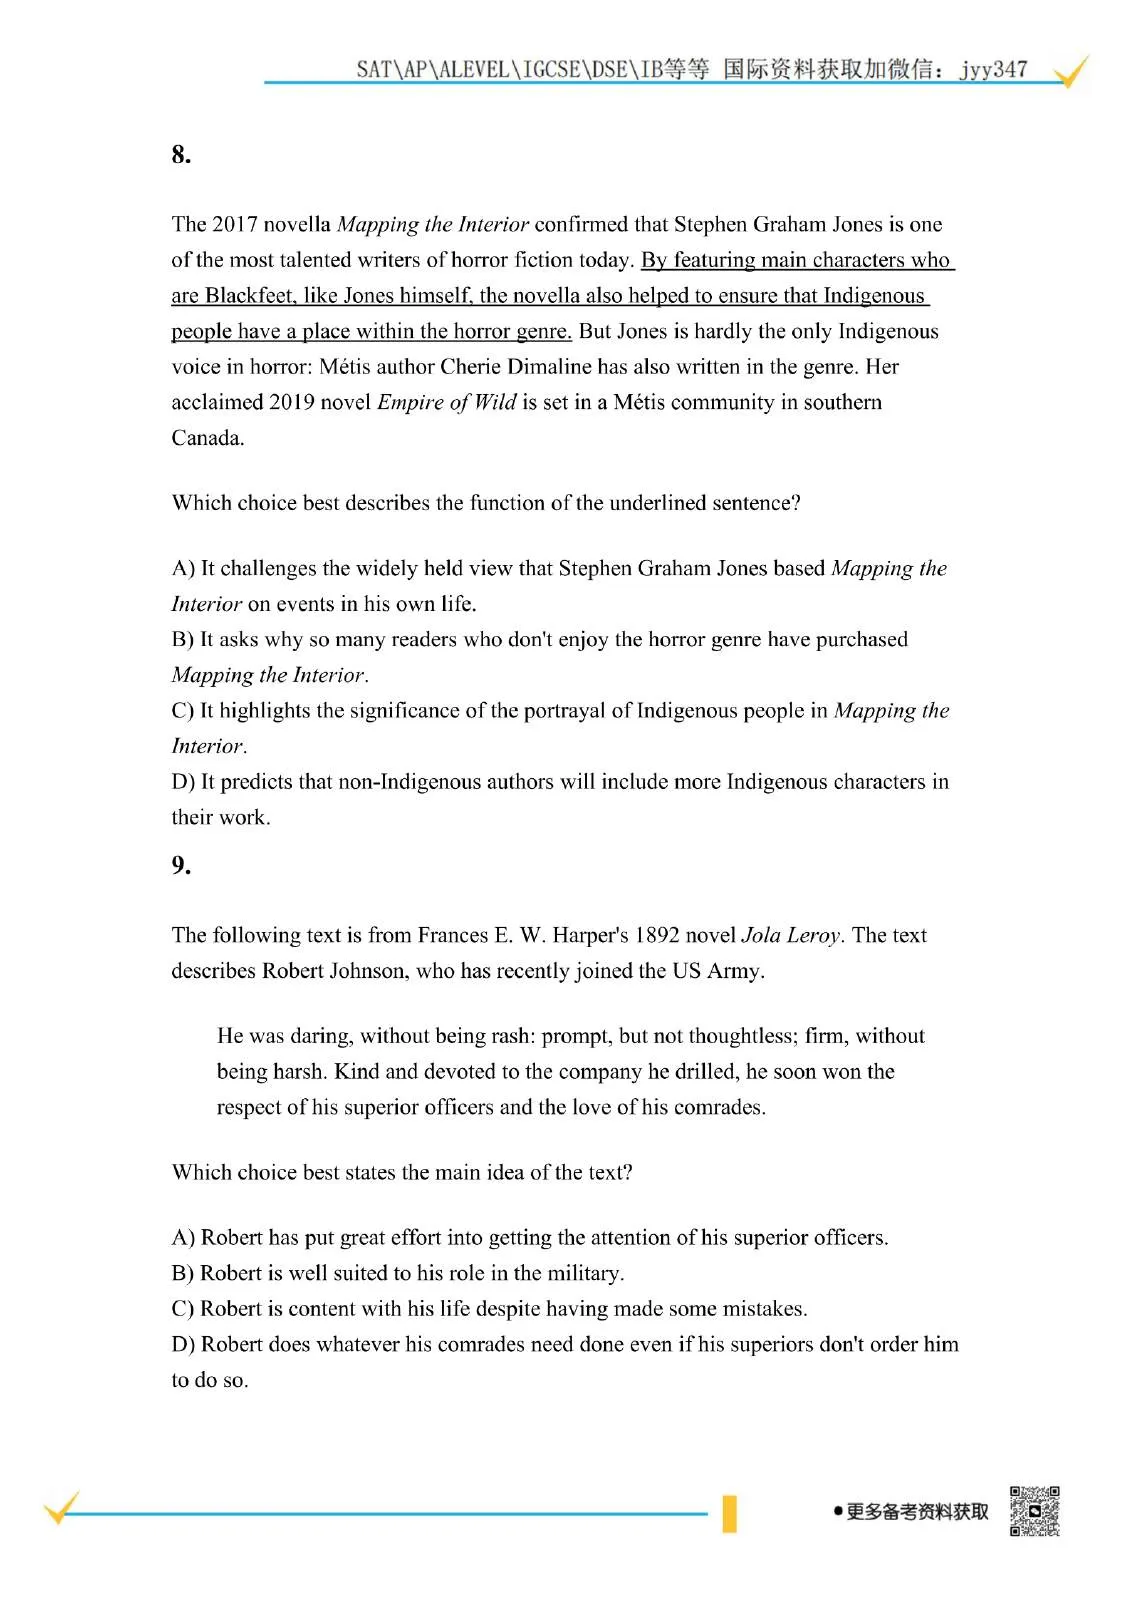 SAT\AP\ALEVEL\IGCSE\DSE\IB等等 国际资料获取加微信：jyy347
8.
The 2017 novella Mapping the Interior confirmed that Stephen Graham Jones is one
of the most talented writers of horror fiction today. By featuring main characters who
are Blackfeet, like Jones himself, the novella also helped to ensure that Indigenous
people have a place within the horror genre. But Jones is hardly the only Indigenous
voice in horror: Métis author Cherie Dimaline has also written in the genre. Her
acclaimed 2019 novel Empire of Wild is set in a Métis community in southern
Canada.
Which choice best describes the function of the underlined sentence?
A) It challenges the widely held view that Stephen Graham Jones based Mapping the
Interior on events in his own life.
B) It asks why so many readers who don't enjoy the horror genre have purchased
Mapping the Interior.
C) It highlights the significance of the portrayal of Indigenous people in Mapping the
Interior.
D) It predicts that non-Indigenous authors will include more Indigenous characters in
their work.
9.
The following text is from Frances E. W. Harper's 1892 novel Jola Leroy. The text
describes Robert Johnson, who has recently joined the US Army.
He was daring, without being rash: prompt, but not thoughtless; firm, without
being harsh. Kind and devoted to the company he drilled, he soon won the
respect of his superior officers and the love of his comrades.
Which choice best states the main idea of the text?
A) Robert has put great effort into getting the attention of his superior officers.
B) Robert is well suited to his role in the military.
C) Robert is content with his life despite having made some mistakes.
D) Robert does whatever his comrades need done even if his superiors don't order him
to do so.
•更多备考资料获取